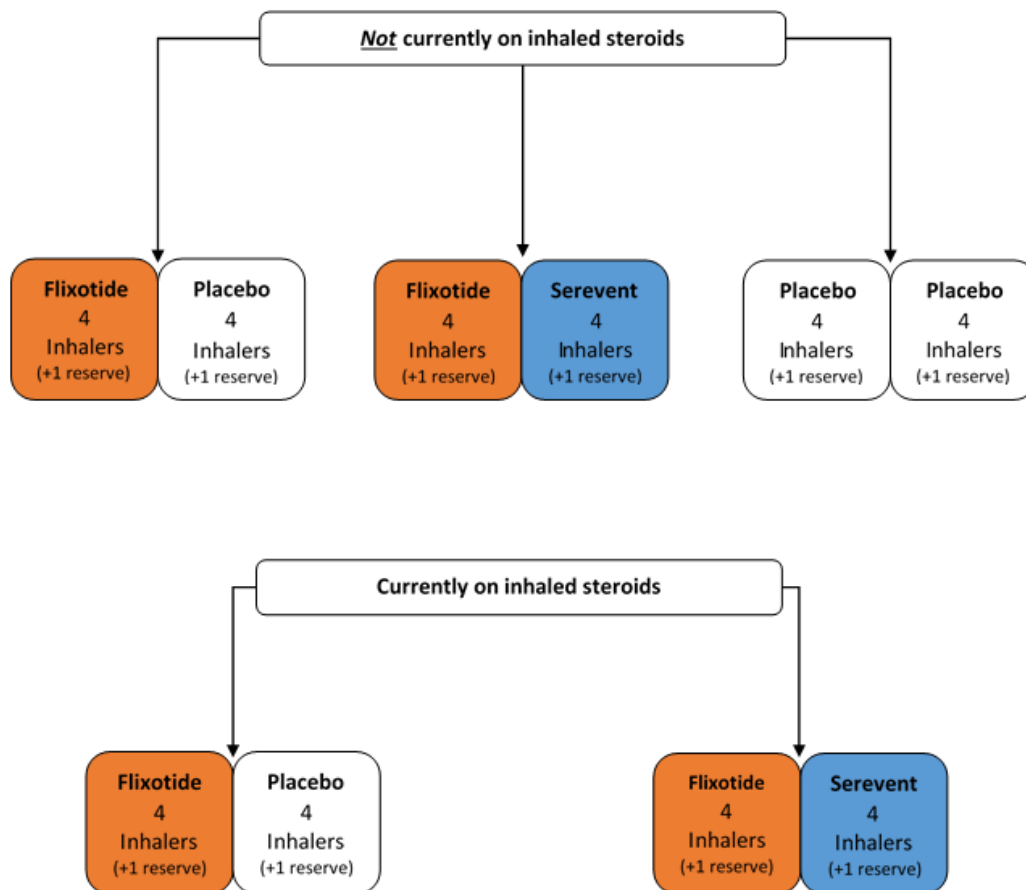 Not currently on inhaled steroids
Flixotide
4
Inhalers
(+1 reserve)
Placebo
4
Inhalers
(+1 reserve)
Flixotide
4
Inhalers
(+1 reserve)
Serevent
4
Inhalers
(+1 reserve)
Placebo
4
Inhalers
(+1 reserve)
Placebo
4
Inhalers
(+1 reserve)
Currently on inhaled steroids
Flixotide
4
Inhalers
(+1 reserve)
Placebo
4
Inhalers
(+1 reserve)
Flixotide
4
Inhalers
(+1 reserve)
Serevent
4
Inhalers
(+1 reserve)